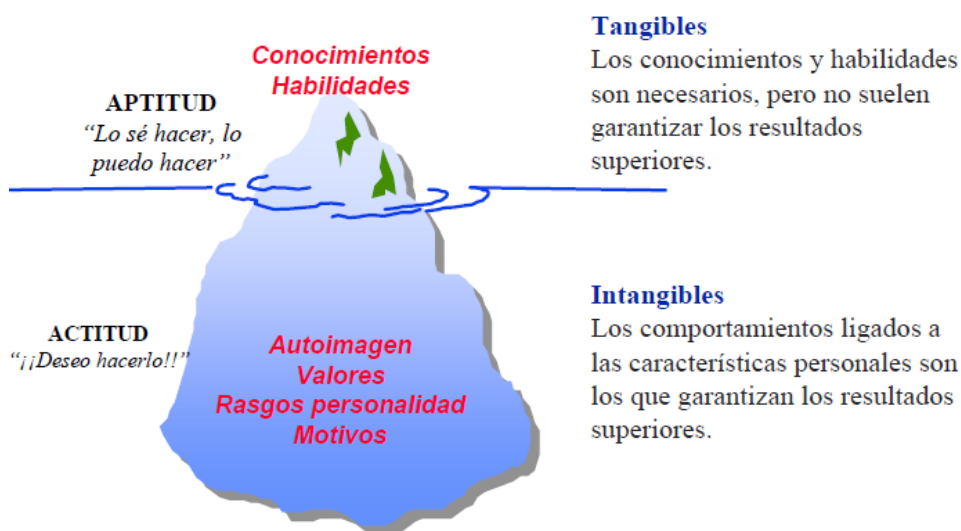 Conocimientos
Habilidades
APTITUD
“Lo sé hacer, lo
puedo hacer”
Tangibles
Los conocimientos y habilidades
son necesarios, pero no suelen
garantizar los resultados
superiores.
ACTITUD
“¡¡Deseo hacerlo!!”
Autoimagen
Valores
Rasgos personalidad
Motivos
Intangibles
Los comportamientos ligados a
las características personales son
los que garantizan los resultados
superiores.